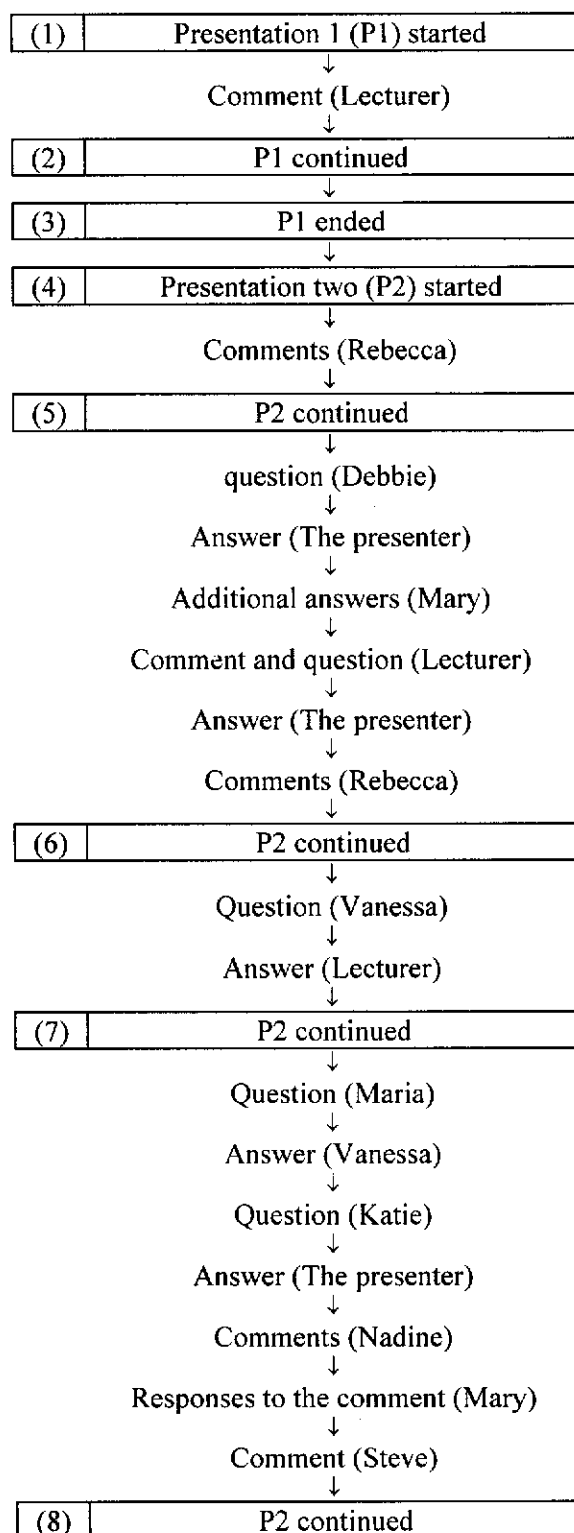 (1) Presentation 1 (P1) started
↓
Comment (Lecturer)
↓
(2) P1 continued
↓
(3) P1 ended
↓
(4) Presentation two (P2) started
↓
Comments (Rebecca)
↓
(5) P2 continued
↓
question (Debbie)
↓
Answer (The presenter)
↓
Additional answers (Mary)
↓
Comment and question (Lecturer)
↓
Answer (The presenter)
↓
Comments (Rebecca)
↓
(6) P2 continued
↓
Question (Vanessa)
↓
Answer (Lecturer)
↓
(7) P2 continued
↓
Question (Maria)
↓
Answer (Vanessa)
↓
Question (Katie)
↓
Answer (The presenter)
↓
Comments (Nadine)
↓
Responses to the comment (Mary)
↓
Comment (Steve)
↓
(8) P2 continued